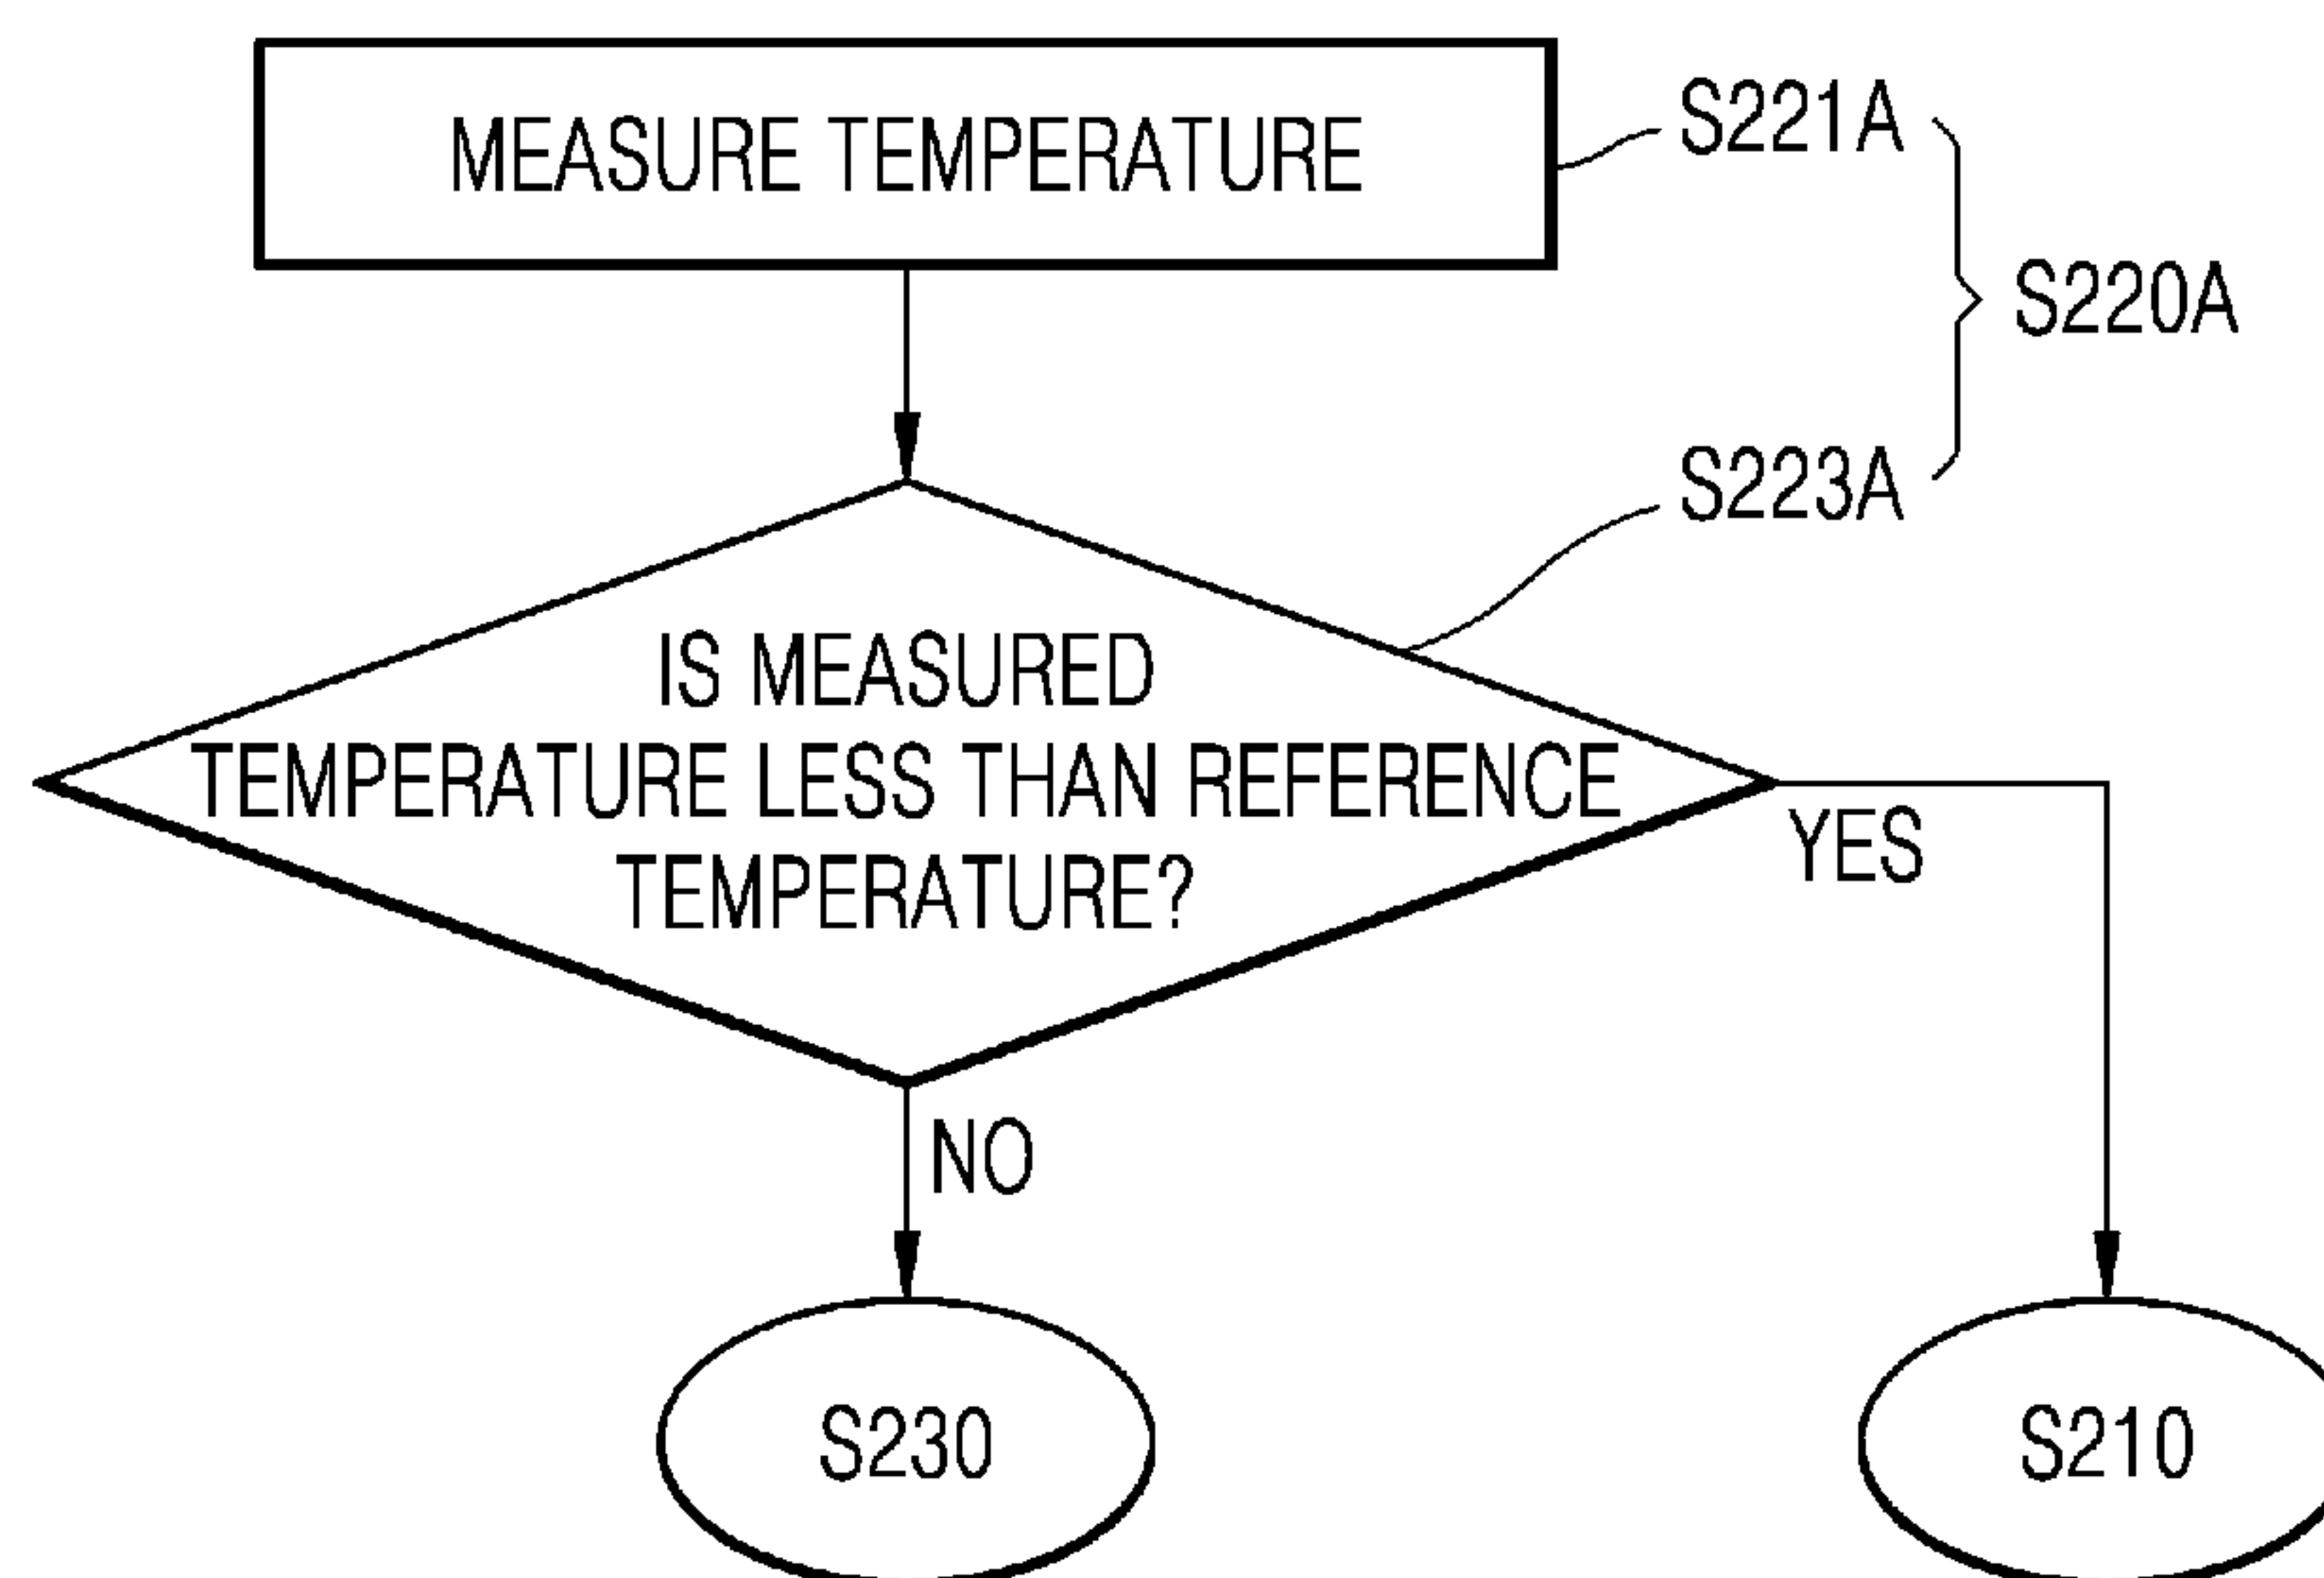 MEASURE TEMPERATURE
S221A
S220A
S223A
IS MEASURED
TEMPERATURE LESS THAN REFERENCE
TEMPERATURE?
YES
NO
S230
S210